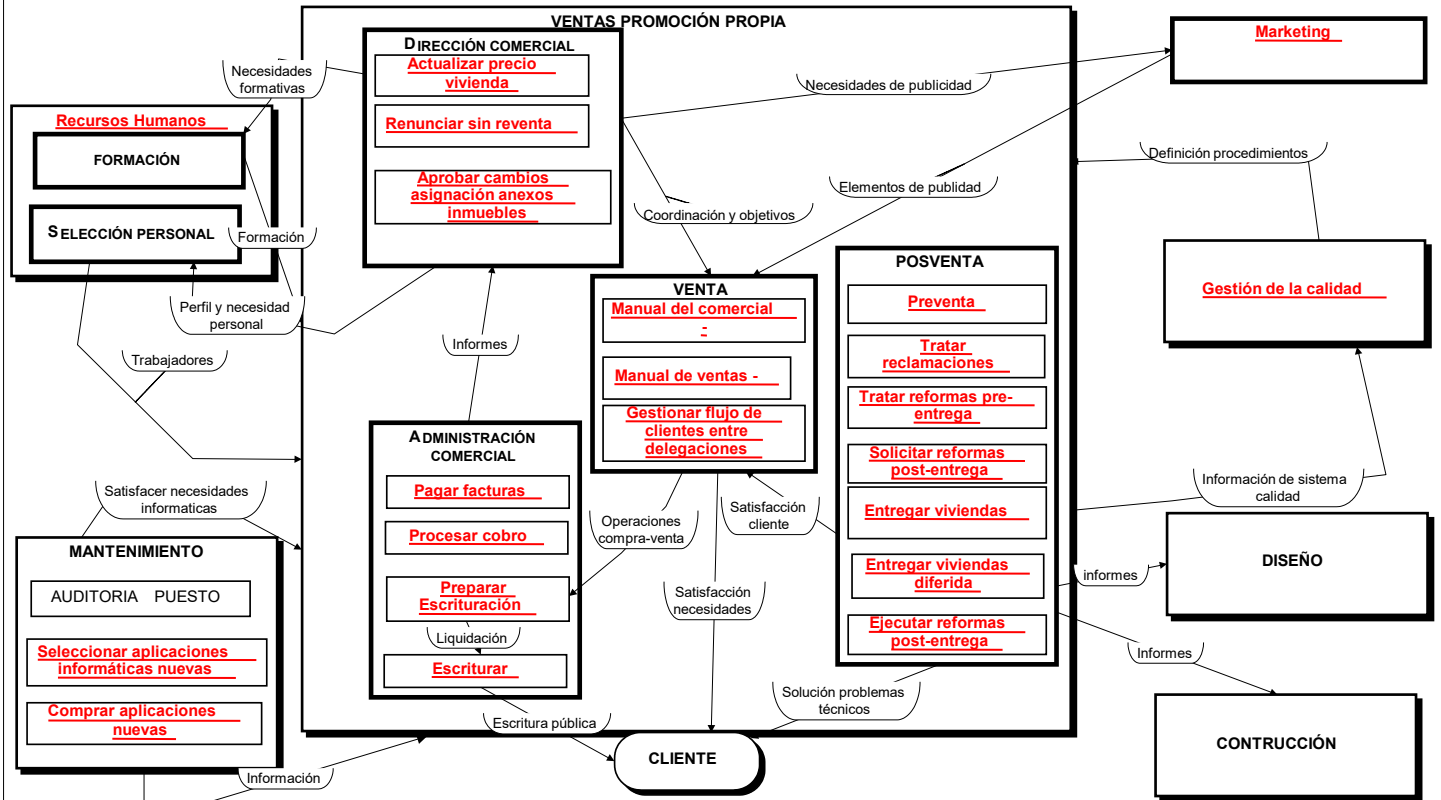 VENTAS PROMOCIÓN PROPIA
DIRECCIÓN COMERCIAL
Actualizar precio
vivienda
Renunciar sin reventa
Aprobar cambios
asignación anexos
inmuebles
Marketing
Necesidades
formativas
Necesidades de publicidad
Recursos Humanos
FORMACIÓN
SELECCIÓN PERSONAL
Formación
Perfil y necesidad
personal
Trabajadores
Definición procedimientos
Elementos de publidad
Coordinación y objetivos
Informes
VENTA
Manual del comercial
-
Manual de ventas -
Gestionar flujo de
clientes entre
delegaciones
POSVENTA
Preventa
Tratar
reclamaciones
Tratar reformas pre-
entrega
Solicitar reformas
post-entrega
Entregar viviendas
Entregar viviendas
diferida
Ejecutar reformas
post-entrega
Gestión de la calidad
ADMINISTRACIÓN
COMERCIAL
Pagar facturas
Procesar cobro
Preparar
Escrituración
Liquidación
Escriturar
Satisfacer necesidades
informaticas
Operaciones
compra-venta
Satisfacción
cliente
Satisfacción
necesidades
Información de sistema
calidad
MANTENIMIENTO
AUDITORIA PUESTO
Seleccionar aplicaciones
informáticas nuevas
Comprar aplicaciones
nuevas
informes
DISEÑO
Informes
CONTRUCCIÓN
Solución problemas
técnicos
Escritura pública
CLIENTE
Información